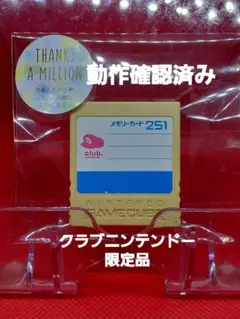 THANKS
A MILLION
動作確認済み
メモリーカード 251
club.
NINTENDO
GAMECUBE
クラブニンテンドー
限定品